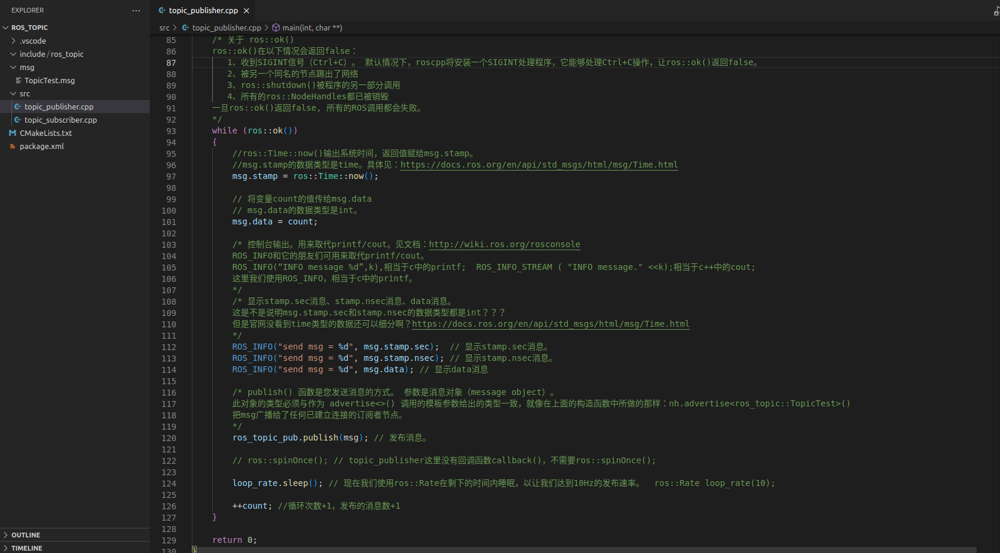 EXPLORER
ROS_TOPIC
.vscode
include/ros_topic
msg
TopicTest.msg
src
topic_publisher.cpp
topic_subscriber.cpp
CMakeLists.txt
package.xml
OUTLINE
TIMELINE
topic_publisher.cpp
src > topic_publisher.cpp > main(int, char **)
85 /* 关于 ros::ok()
86 ros::ok()在以下情况会返回false：
87 1、收到SIGINT信号（Ctrl+C）。 默认情况下，roscpp将安装一个SIGINT处理程序，它能够处理Ctrl+C操作，让ros::ok()返回false。
88 2、被另一个同名的节点踢出了网络
89 3、ros::shutdown()被程序的另一部分调用
90 4、所有的ros::NodeHandles都已被销毁
91 一旦ros::ok()返回false, 所有的ROS调用都会失败。
92 */
93 while (ros::ok())
94 {
95 //ros::Time::now()输出系统时间，返回值赋给msg.stamp。
96 //msg.stamp的数据类型是time。具体见：https://docs.ros.org/en/api/std_msgs/html/msg/Time.html
97 msg.stamp = ros::Time::now();
98
99 // 将变量count的值传给msg.data
100 // msg.data的数据类型是int。
101 msg.data = count;
102
103 /* 控制台输出。用来取代printf/cout。见文档：http://wiki.ros.org/rosconsole
104 ROS_INFO和它的朋友们可用来取代printf/cout。
105 ROS_INFO(“INFO message %d”,k),相当于c中的printf;  ROS_INFO_STREAM ( "INFO message." <<k);相当于c++中的cout;
106 这里我们使用ROS_INFO，相当于c中的printf。
107 */
108 /* 显示stamp.sec消息、stamp.nsec消息、data消息。
109 这是不是说明msg.stamp.sec和stamp.nsec的数据类型都是int？？？
110 但是官网没看到time类型的数据还可以细分啊？https://docs.ros.org/en/api/std_msgs/html/msg/Time.html
111 */
112 ROS_INFO("send msg = %d", msg.stamp.sec);  // 显示stamp.sec消息。
113 ROS_INFO("send msg = %d", msg.stamp.nsec); // 显示stamp.nsec消息。
114 ROS_INFO("send msg = %d", msg.data); // 显示data消息
115
116 /* publish() 函数是您发送消息的方式。 参数是消息对象（message object）。
117 此对象的类型必须与作为 advertise<>() 调用的模板参数给出的类型一致，就像在上面的构造函数中所做的那样：nh.advertise<ros_topic::TopicTest>()
118 把msg广播给了任何已建立连接的订阅者节点。
119 */
120 ros_topic_pub.publish(msg); // 发布消息。
121
122 // ros::spinOnce(); // topic_publisher这里没有回调函数callback()，不需要ros::spinOnce();
123
124 loop_rate.sleep(); // 现在我们使用ros::Rate在剩下的时间内睡眠，以让我们达到10Hz的发布速率。  ros::Rate loop_rate(10);
125
126 ++count; //循环次数+1，发布的消息数+1
127 }
128
129 return 0;
130 }